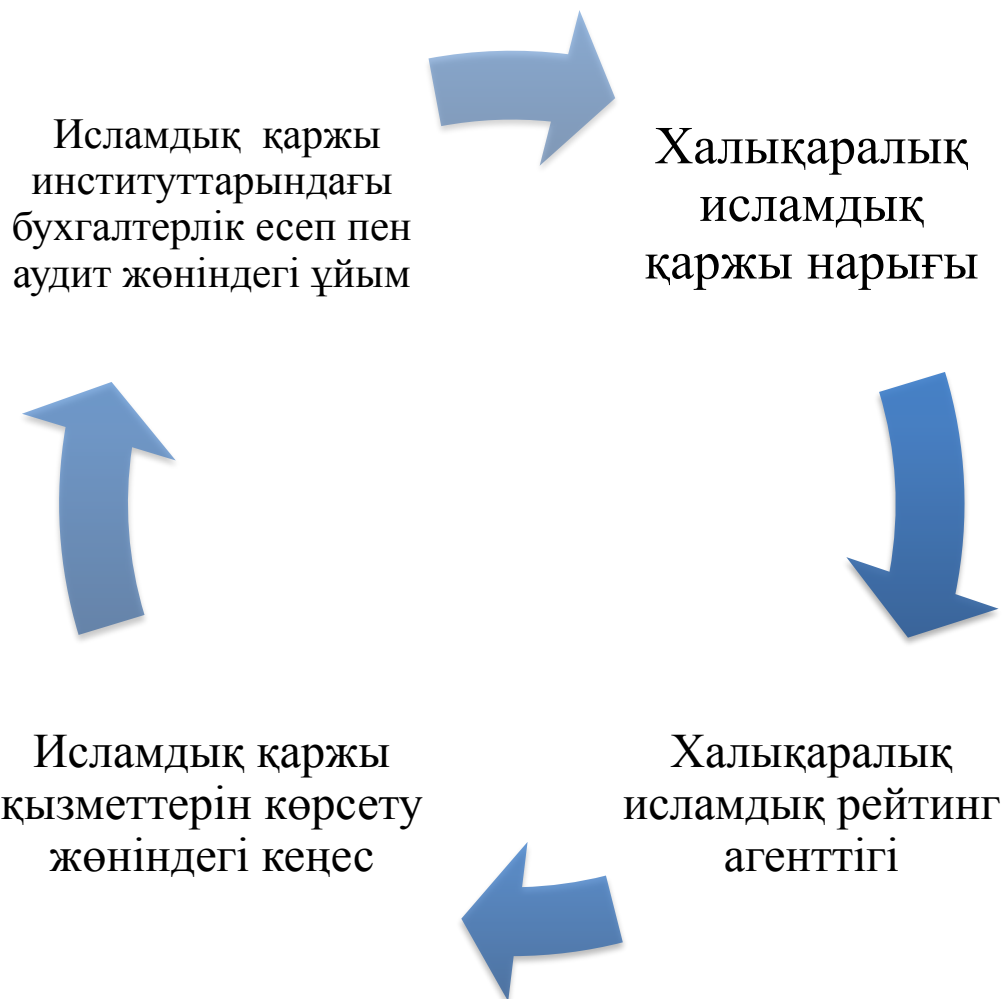 Исламдық қаржы
институттарындағы
бухгалтерлік есеп пен
аудит жөніндегі ұйым
Халықаралық
исламдық
қаржы нарығы
Халықаралық
исламдық рейтинг
агенттігі
Исламдық қаржы
қызметтерін көрсету
жөніндегі кеңес